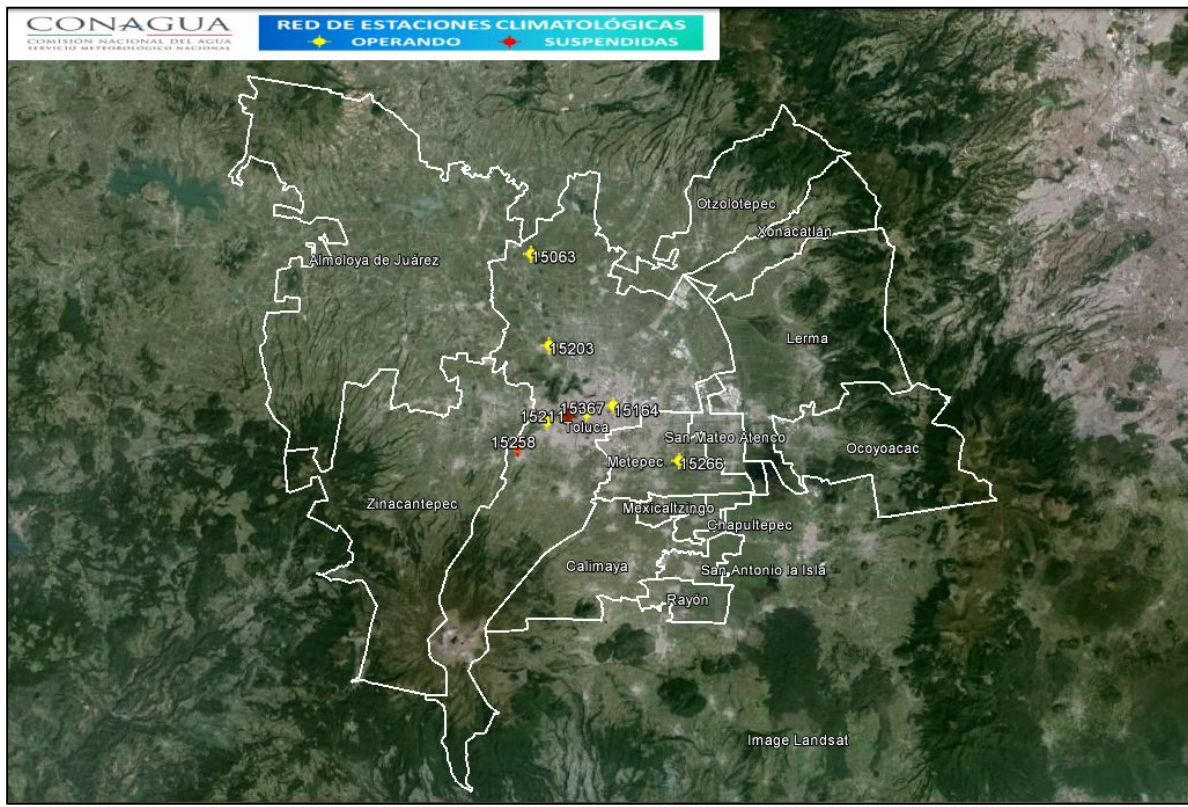 CONAGUA
COMISIÓN NACIONAL DEL AGUA
SERVICIO METEOROLÓGICO NACIONAL
RED DE ESTACIONES CLIMATOLÓGICAS
OPERANDO SUSPENDIDAS
Otzolotepec
Xonacatlán
Almoloya de Juárez
15063
Lerma
15203
15367
15164
15211
Toluca
San Mateo Atenco
15258
Ocoyoacac
Metepec
15266
Zinacantepec
Mexicaltzingo
Chapultepec
Calimaya
San Antonio la Isla
Rayón
Image Landsat